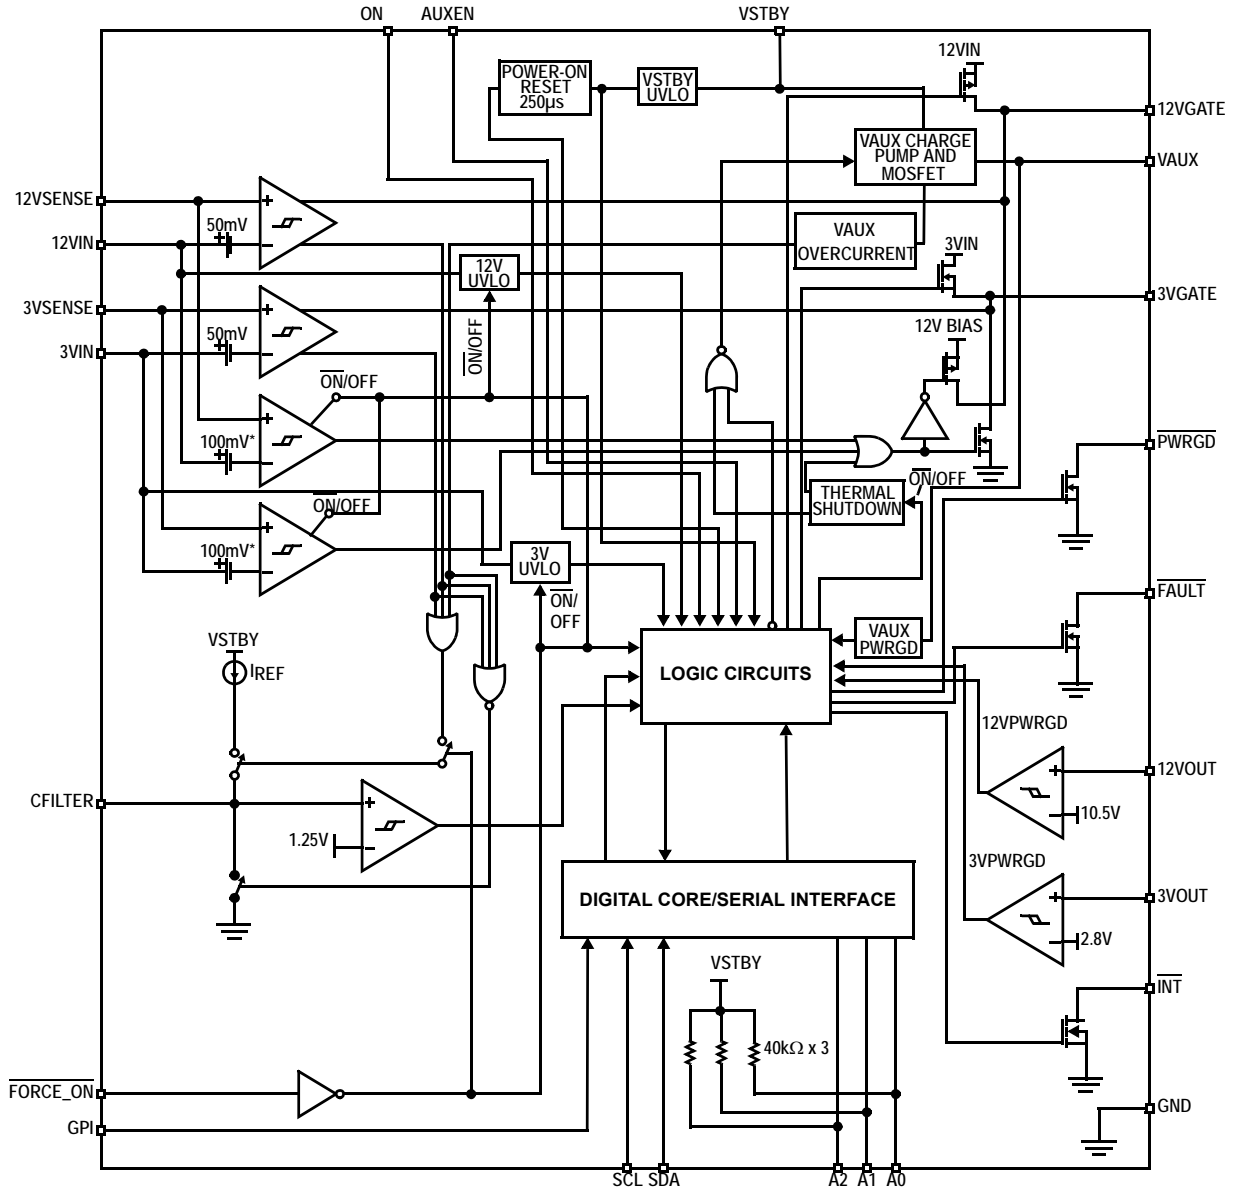 ON
AUXEN
VSTBY
12VIN
POWER-ON
RESET
250µs
VSTBY
UVLO
12VGATE
VAUX CHARGE
PUMP AND
MOSFET
VAUX
12VSENSE
+
50mV
+
12VIN
−
VAUX
OVERCURRENT
3VIN
12V
UVLO
3VSENSE
+
3VGATE
50mV
+
3VIN
−
12V BIAS
ON/OFF
ON/OFF
+
100mV*
+
−
PWRGD
ON/OFF
THERMAL
SHUTDOWN
ON/OFF
+
100mV*
+
−
3V
UVLO
ON/
OFF
FAULT
VSTBY
IREF
VAUX
PWRGD
LOGIC CIRCUITS
12VPWRGD
12VOUT
+
−
10.5V
CFILTER
+
1.25V
−
3VPWRGD
DIGITAL CORE/SERIAL INTERFACE
3VOUT
+
−
2.8V
VSTBY
INT
40kΩ x 3
FORCE_ON
GPI
GND
SCL
SDA
A2
A1
A0